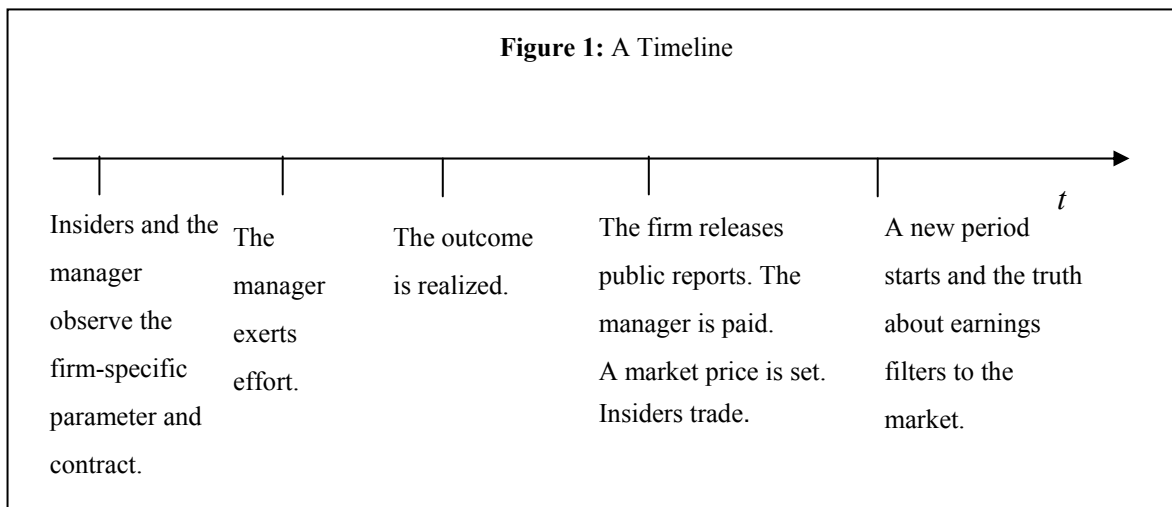 Figure 1: A Timeline
t
Insiders and the
manager
observe the
firm-specific
parameter and
contract.
The
manager
exerts
effort.
The outcome
is realized.
The firm releases
public reports. The
manager is paid.
A market price is set.
Insiders trade.
A new period
starts and the truth
about earnings
filters to the
market.